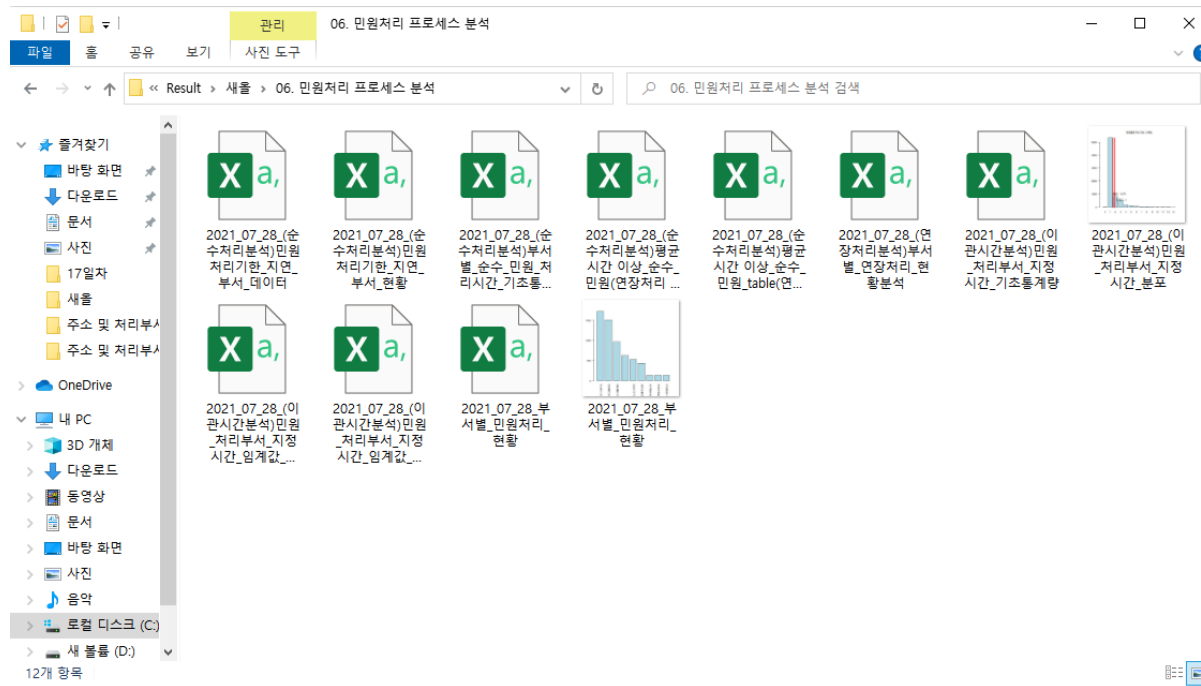 관리
06. 민원처리 프로세스 분석
파일
홈
공유
보기
사진 도구
« Result › 새올 › 06. 민원처리 프로세스 분석
06. 민원처리 프로세스 분석 검색
즐겨찾기
바탕 화면
다운로드
문서
사진
17일차
새올
주소 및 처리부서
주소 및 처리부서
OneDrive
내 PC
3D 개체
다운로드
동영상
문서
바탕 화면
사진
음악
로컬 디스크 (C:)
새 볼륨 (D:)
2021_07_28_(순
수처리분석)민원
처리기한_지연_
부서_데이터
2021_07_28_(순
수처리분석)민원
처리기한_지연_
부서_현황
2021_07_28_(순
수처리분석)부서
별_순수_민원_처
리시간_기초통...
2021_07_28_(순
수처리분석)평균
시간 이상_순수_
민원(연장처리 ...
2021_07_28_(순
수처리분석)평균
시간 이상_순수_
민원_table(연...
2021_07_28_(연
장처리분석)부서
별_연장처리_현
황분석
2021_07_28_(이
관시간분석)민원
_처리부서_지정
시간_기초통계량
2021_07_28_(이
관시간분석)민원
_처리부서_지정
시간_분포
2021_07_28_(이
관시간분석)민원
_처리부서_지정
시간_임계값_...
2021_07_28_(이
관시간분석)민원
_처리부서_지정
시간_임계값_...
2021_07_28_부
서별_민원처리_
현황
2021_07_28_부
서별_민원처리_
현황
12개 항목